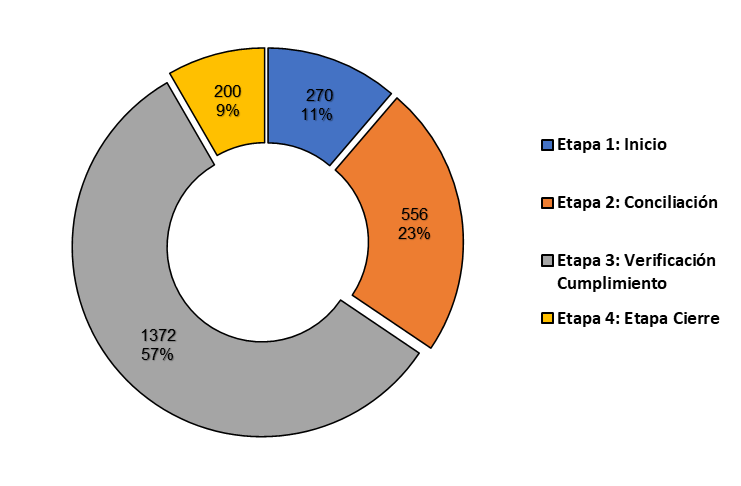 200
9%
270
11%
556
23%
1372
57%
Etapa 1: Inicio
Etapa 2: Conciliación
Etapa 3: Verificación
Cumplimiento
Etapa 4: Etapa Cierre